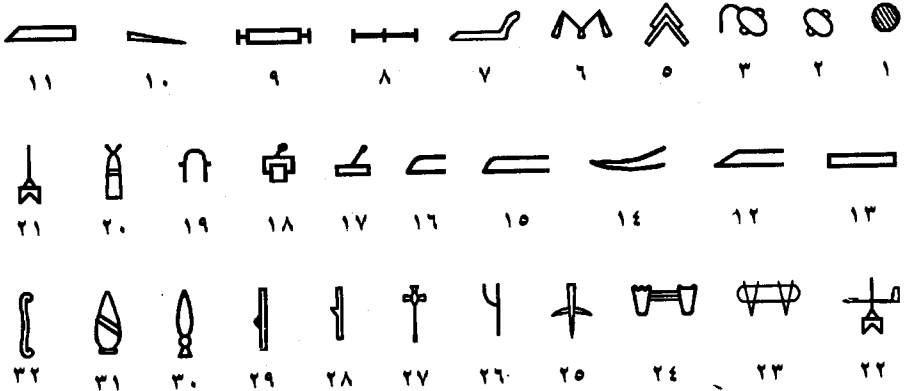 ١ ٢ ٣ ٥ ٦ ٧ ٨ ٩ ١٠ ١١
١٣ ١٢ ١٤ ١٥ ١٦ ١٧ ١٨ ١٩ ٢٠ ٢١
٢٢ ٢٣ ٢٤ ٢٥ ٢٦ ٢٧ ٢٨ ٢٩ ٣٠ ٣١ ٣٢